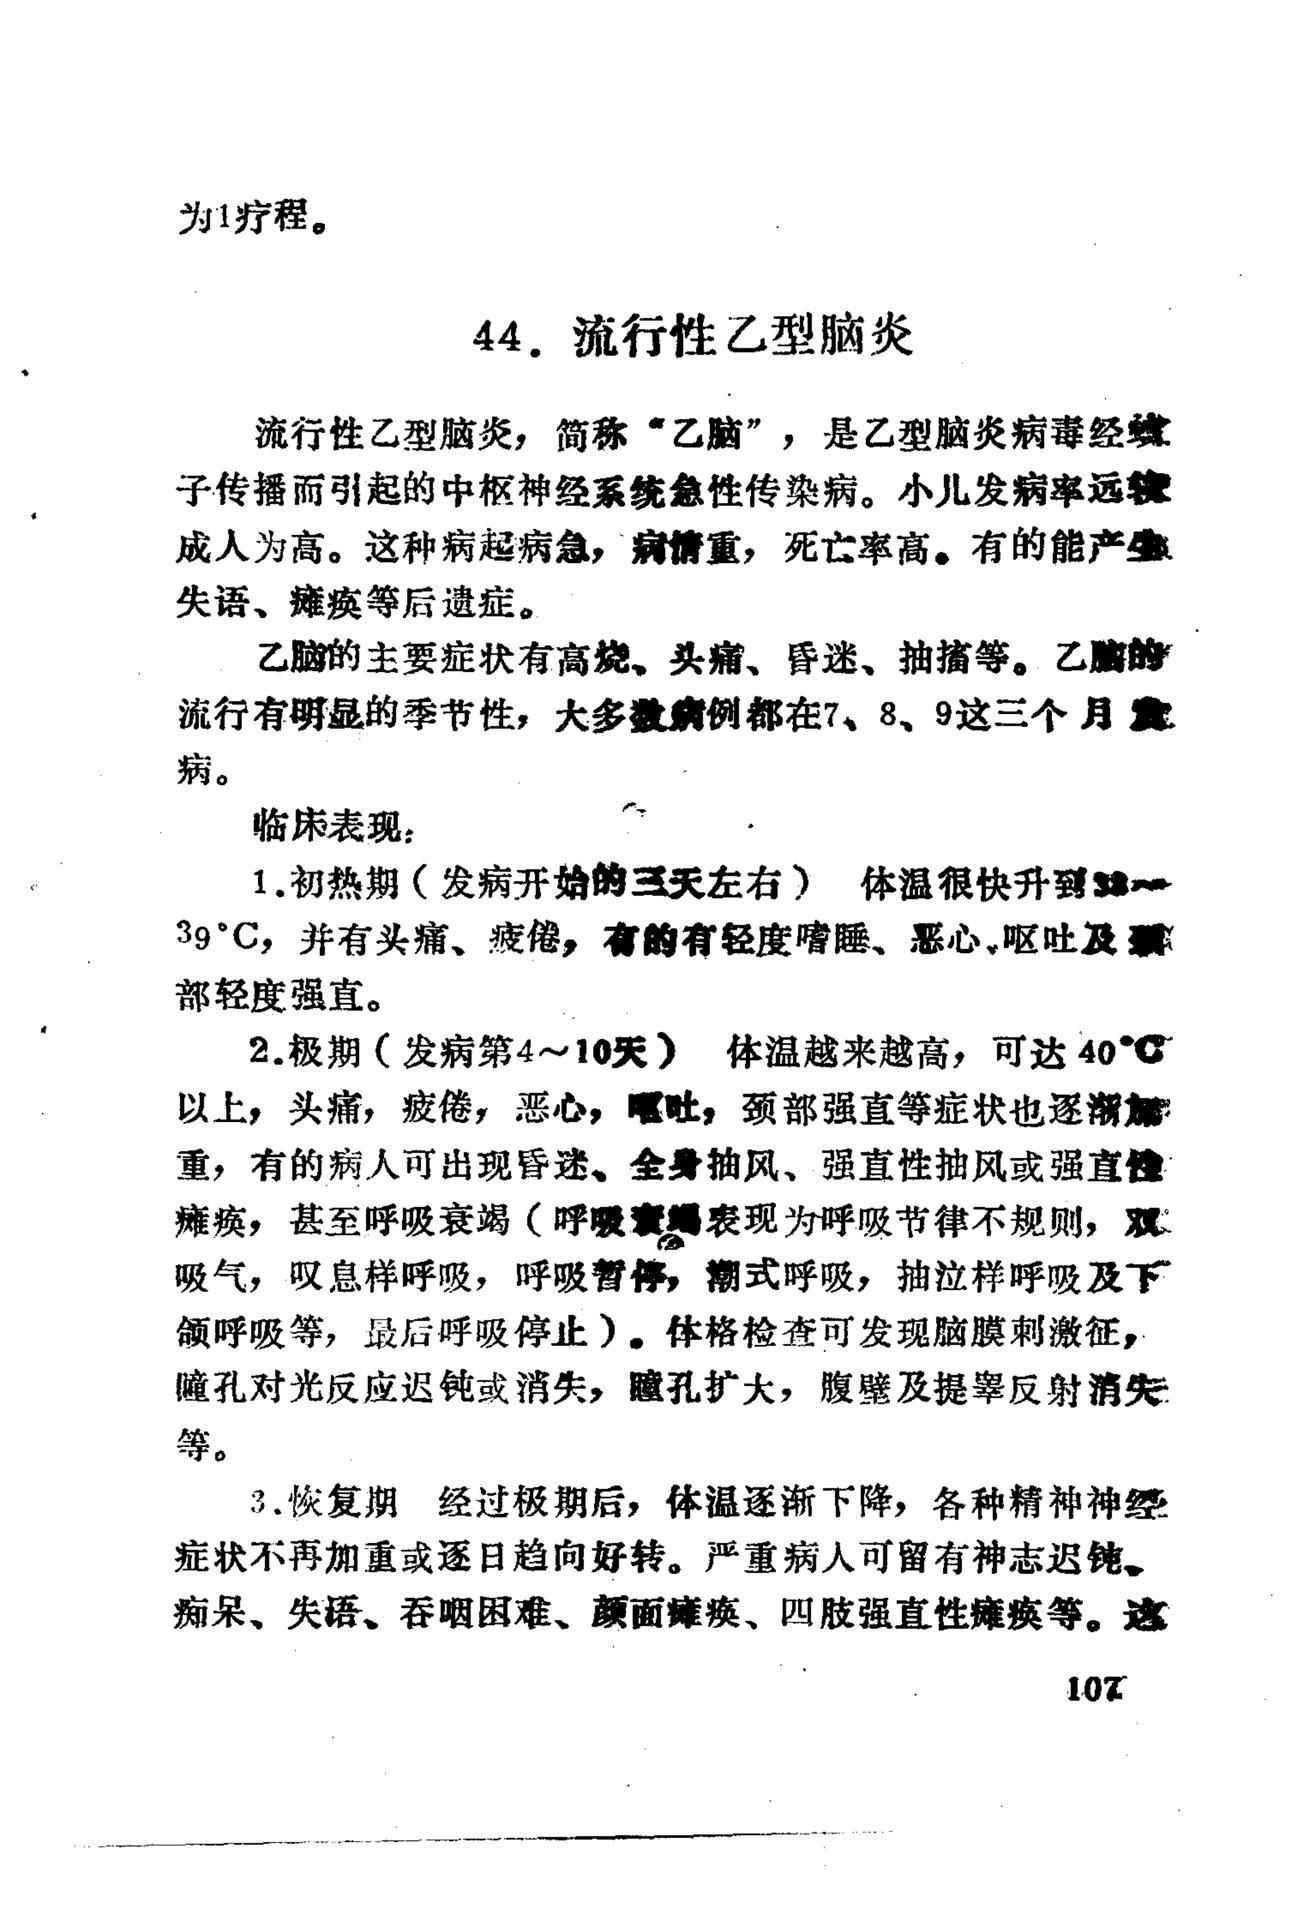 为1疗程。
44. 流行性乙型脑炎
流行性乙型脑炎，简称“乙脑”，是乙型脑炎病毒经蚊
子传播而引起的中枢神经系统急性传染病。小儿发病率远较
成人为高。这种病起病急，病情重，死亡率高。有的能产生
失语、瘫痪等后遗症。
乙脑的主要症状有高烧、头痛、昏迷、抽搐等。乙脑的
流行有明显的季节性，大多数病例都在7、8、9这三个月发
病。
临床表现：
1.初热期（发病开始的三天左右） 体温很快升到38～
39°C，并有头痛、疲倦，有的有轻度嗜睡、恶心、呕吐及颈
部轻度强直。
2.极期（发病第4～10天） 体温越来越高，可达40°C
以上，头痛，疲倦，恶心，呕吐，颈部强直等症状也逐渐加
重，有的病人可出现昏迷、全身抽风、强直性抽风或强直性
瘫痪，甚至呼吸衰竭（呼吸衰竭表现为呼吸节律不规则，双
吸气，叹息样呼吸，呼吸暂停，潮式呼吸，抽泣样呼吸及下
颌呼吸等，最后呼吸停止）。体格检查可发现脑膜刺激征，
瞳孔对光反应迟钝或消失，瞳孔扩大，腹壁及提睾反射消失
等。
3.恢复期 经过极期后，体温逐渐下降，各种精神神经
症状不再加重或逐日趋向好转。严重病人可留有神志迟钝、
痴呆、失语、吞咽困难、颜面瘫痪、四肢强直性瘫痪等。这
107